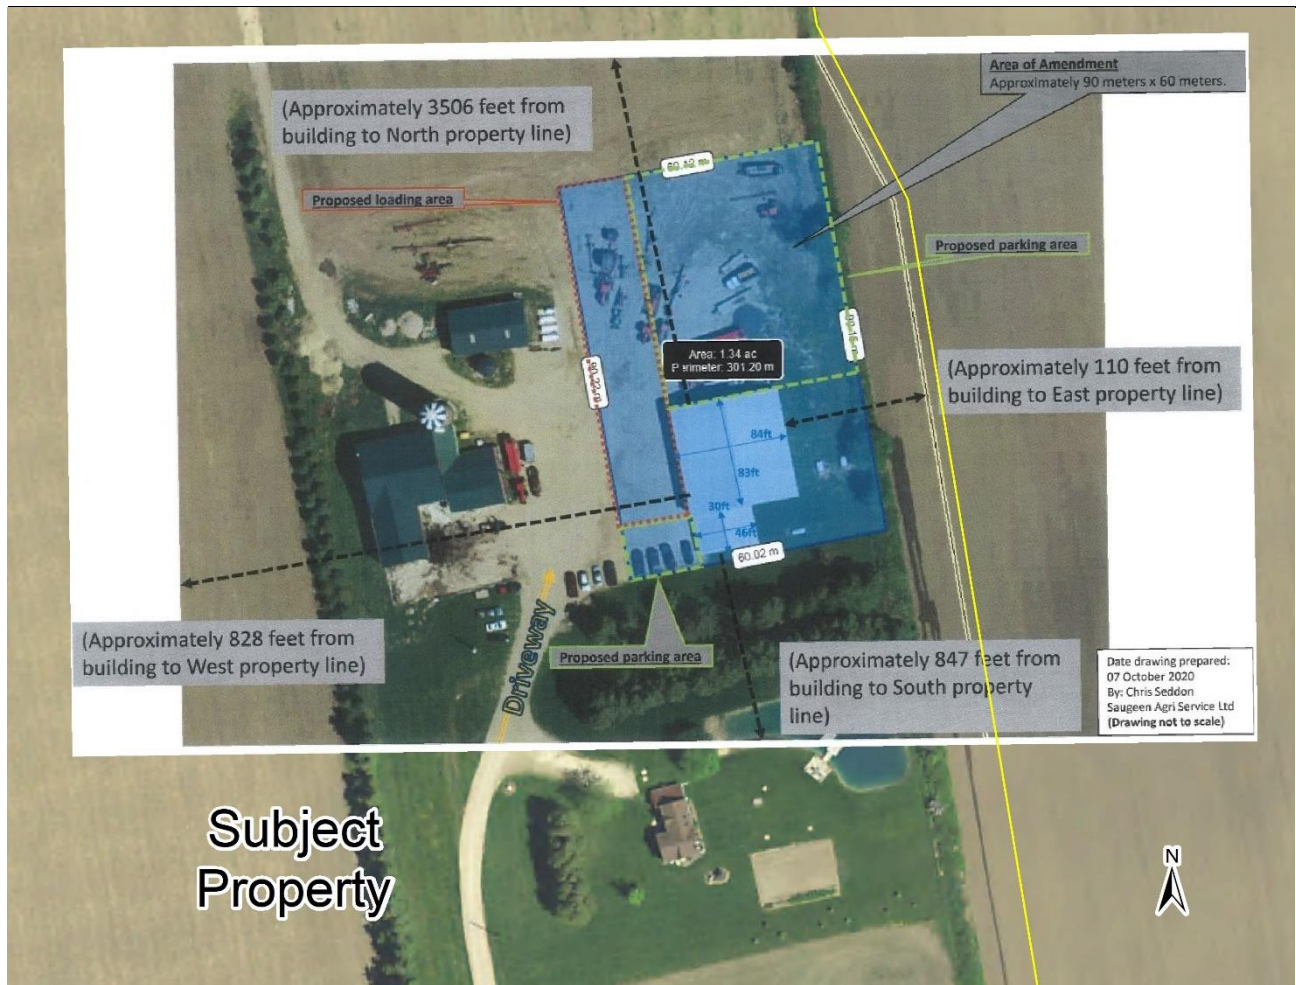 Area of Amendment
Approximately 90 meters x 60 meters.
(Approximately 3506 feet from
building to North property line)
60.12 m
Proposed loading area
Proposed parking area
Area: 1.34 ac
Perimeter: 301.20 m
(Approximately 110 feet from
building to East property line)
84ft
83ft
30ft
46ft
60.02 m
Driveway
(Approximately 828 feet from
building to West property line)
Proposed parking area
(Approximately 847 feet from
building to South property
line)
Date drawing prepared:
07 October 2020
By: Chris Seddon
Saugeen Agri Service Ltd
(Drawing not to scale)
Subject
Property
N